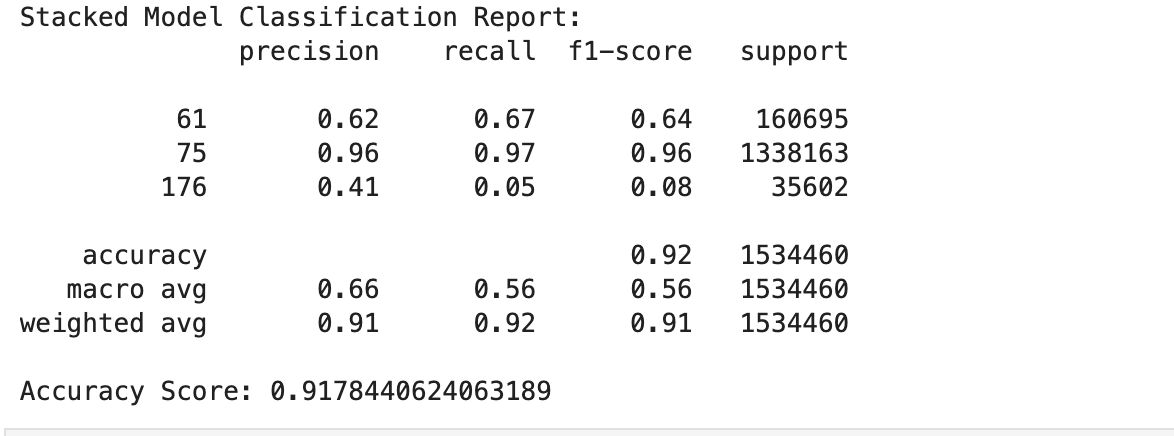 Stacked Model Classification Report:
precision recall f1-score support
61 0.62 0.67 0.64 160695
75 0.96 0.97 0.96 1338163
176 0.41 0.05 0.08 35602
accuracy 0.92 1534460
macro avg 0.66 0.56 0.56 1534460
weighted avg 0.91 0.92 0.91 1534460
Accuracy Score: 0.9178440624063189